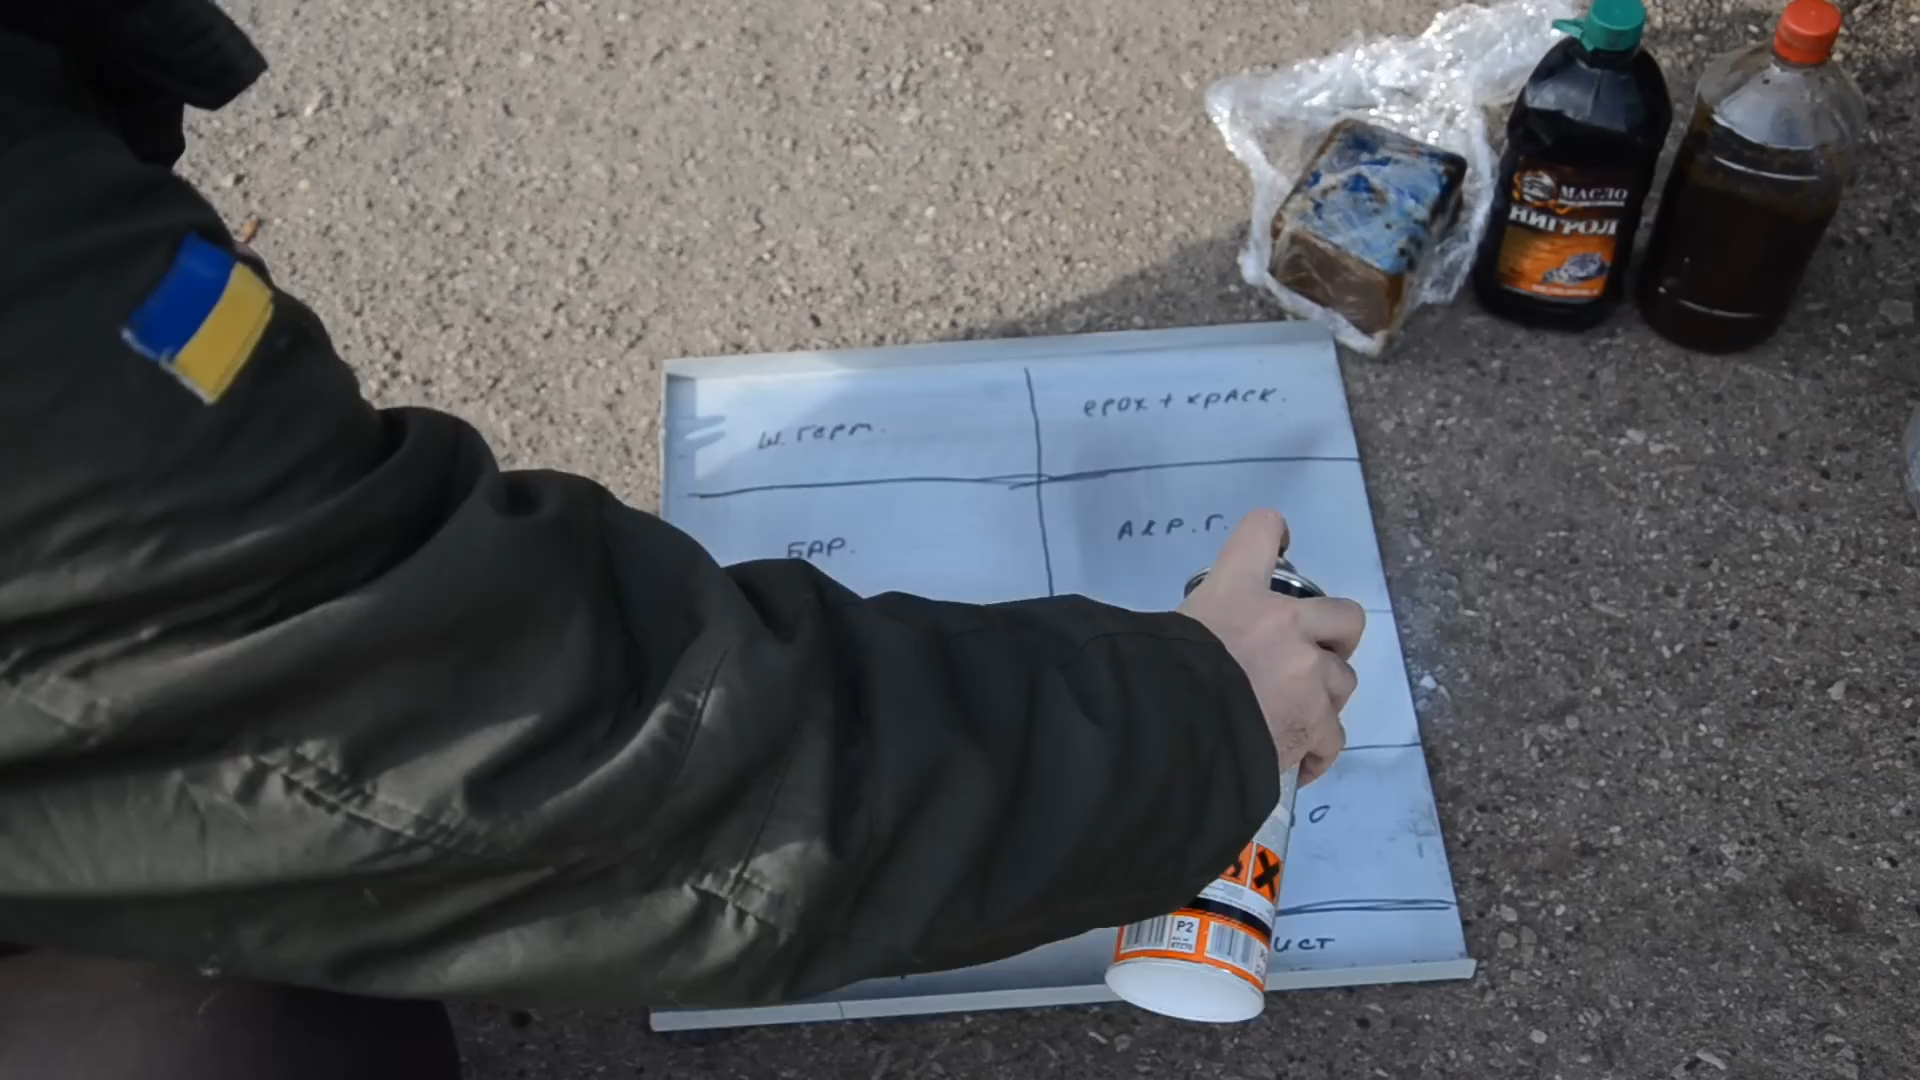 МАСЛО
НИГРОЛ
ш. герм.
epox + краск.
БАР.
АКР. Г.
P2
ист